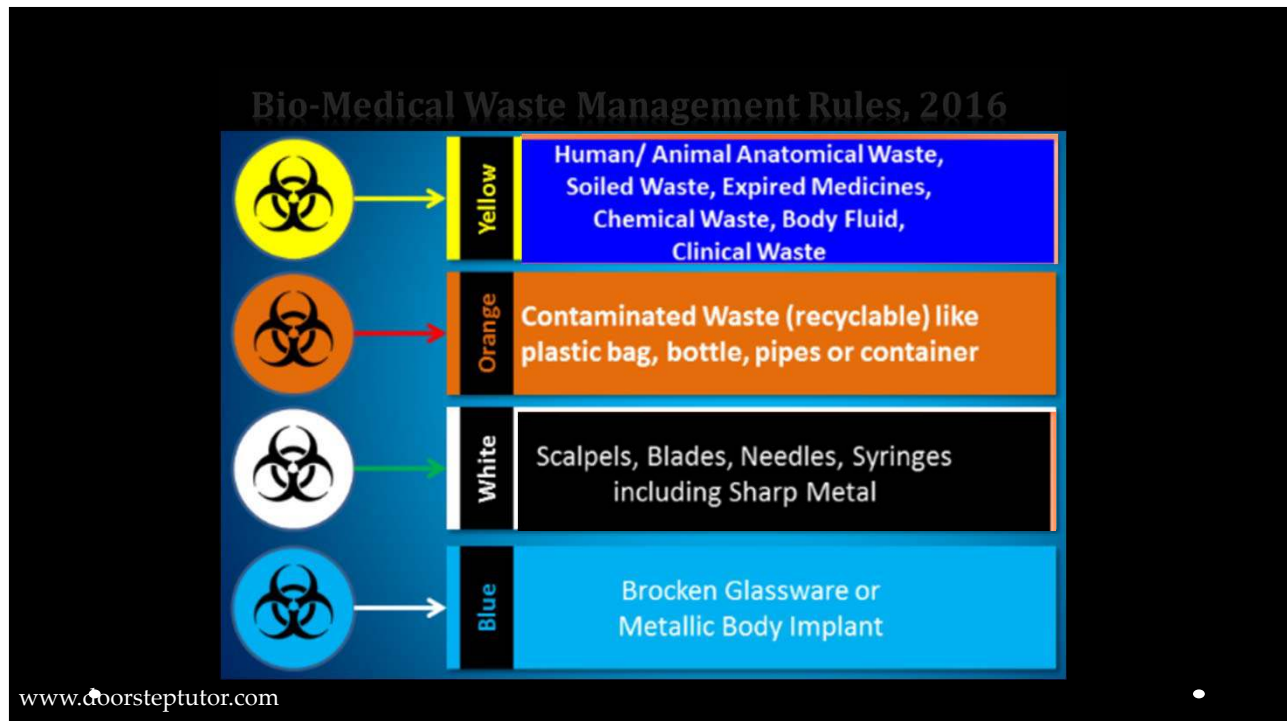 Bio-Medical Waste Management Rules, 2016
Yellow
Human/ Animal Anatomical Waste,
Soiled Waste, Expired Medicines,
Chemical Waste, Body Fluid,
Clinical Waste
Orange
Contaminated Waste (recyclable) like
plastic bag, bottle, pipes or container
White
Scalpels, Blades, Needles, Syringes
including Sharp Metal
Blue
Brocken Glassware or
Metallic Body Implant
www.doorsteptutor.com